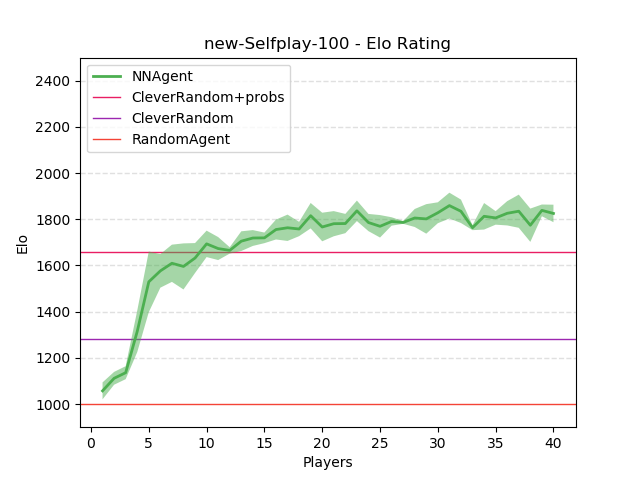 new-Selfplay-100 - Elo Rating
NNAgent
CleverRandom+probs
CleverRandom
RandomAgent
2400
2200
2000
1800
1600
1400
1200
1000
Elo
0 5 10 15 20 25 30 35 40
Players